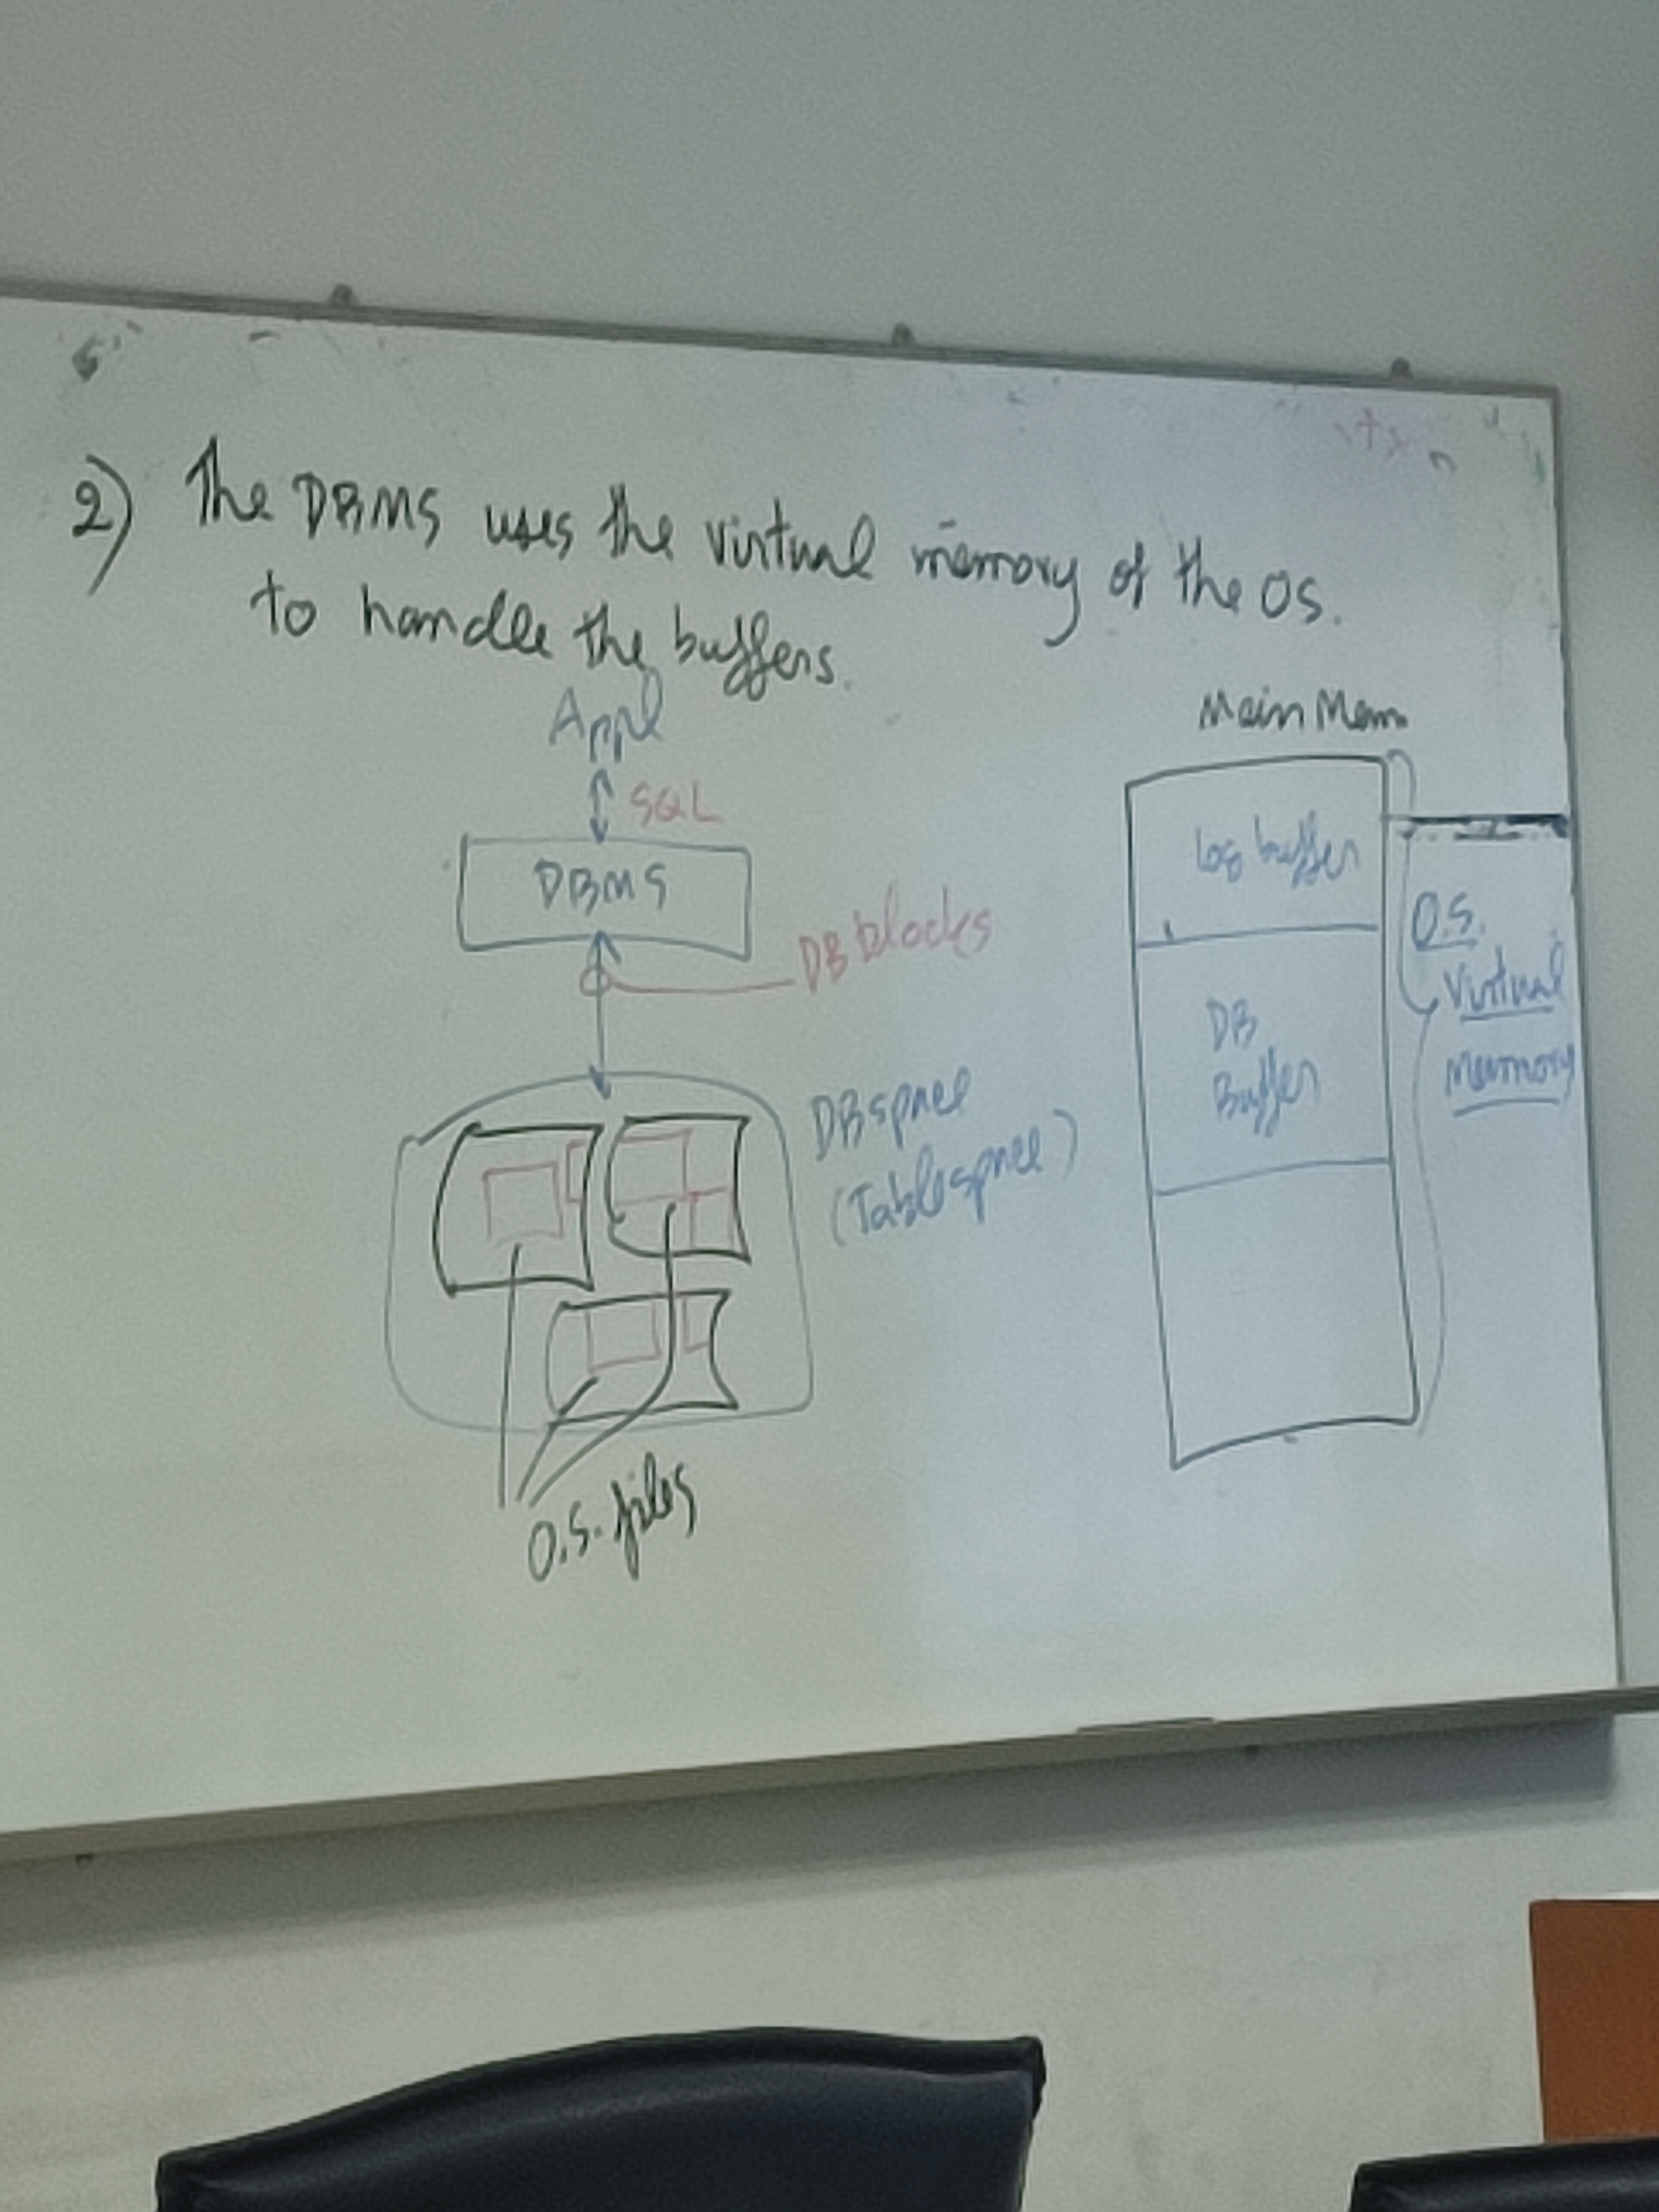 2) The DBMS uses the virtual memory of the OS.
to handle the buffers.
Appl
SQL
DBMS
DB blocks
DBspace
(Tablespace)
O.S. files
Main Mem
Log buffer
DB
Buffer
O.S.
Virtual
Memory